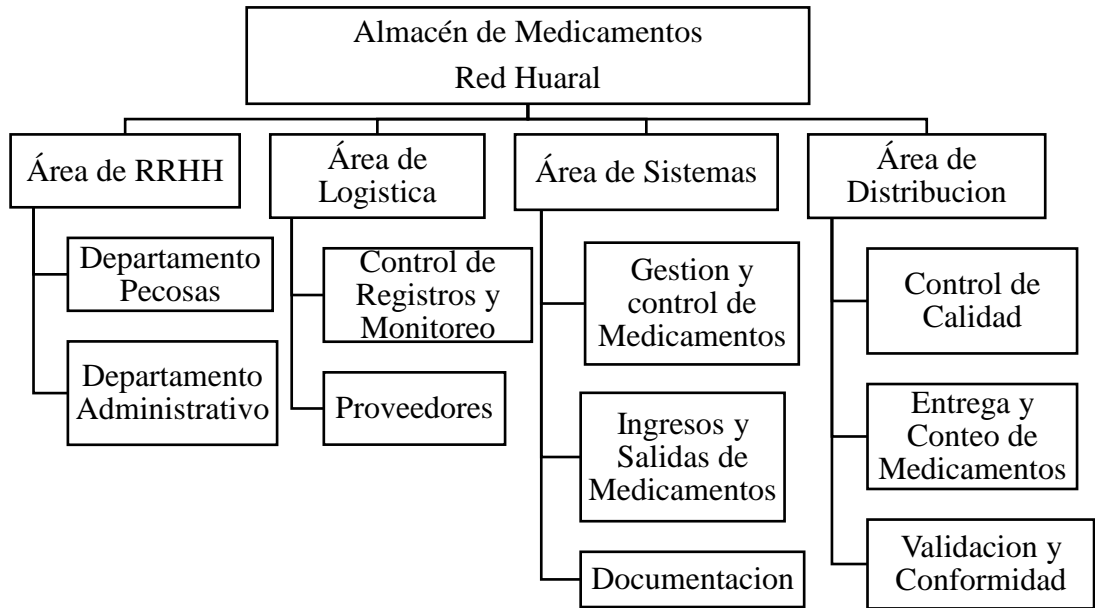 Almacén de Medicamentos
Red Huaral
Área de RRHH
Departamento
Pecosas
Departamento
Administrativo
Área de
Logistica
Control de
Registros y
Monitoreo
Proveedores
Área de Sistemas
Gestion y
control de
Medicamentos
Ingresos y
Salidas de
Medicamentos
Documentacion
Área de
Distribucion
Control de
Calidad
Entrega y
Conteo de
Medicamentos
Validacion y
Conformidad